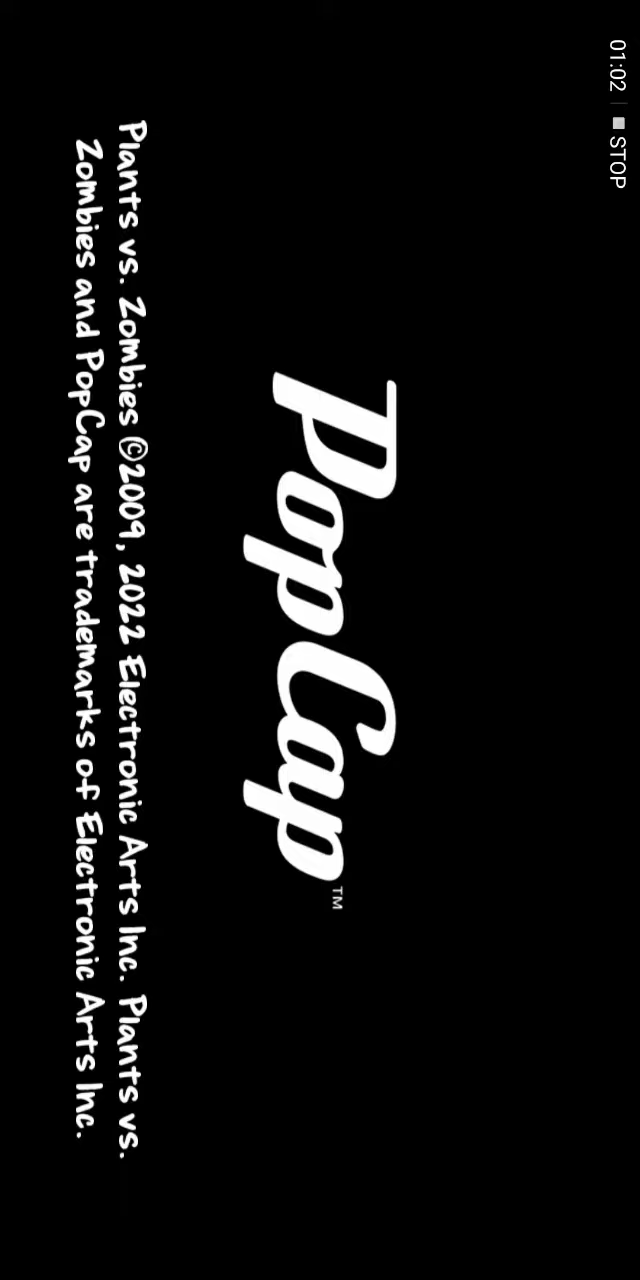 01:02 STOP
PopCap™
Plants vs. Zombies ©2009, 2022 Electronic Arts Inc. Plants vs.
Zombies and PopCap are trademarks of Electronic Arts Inc.